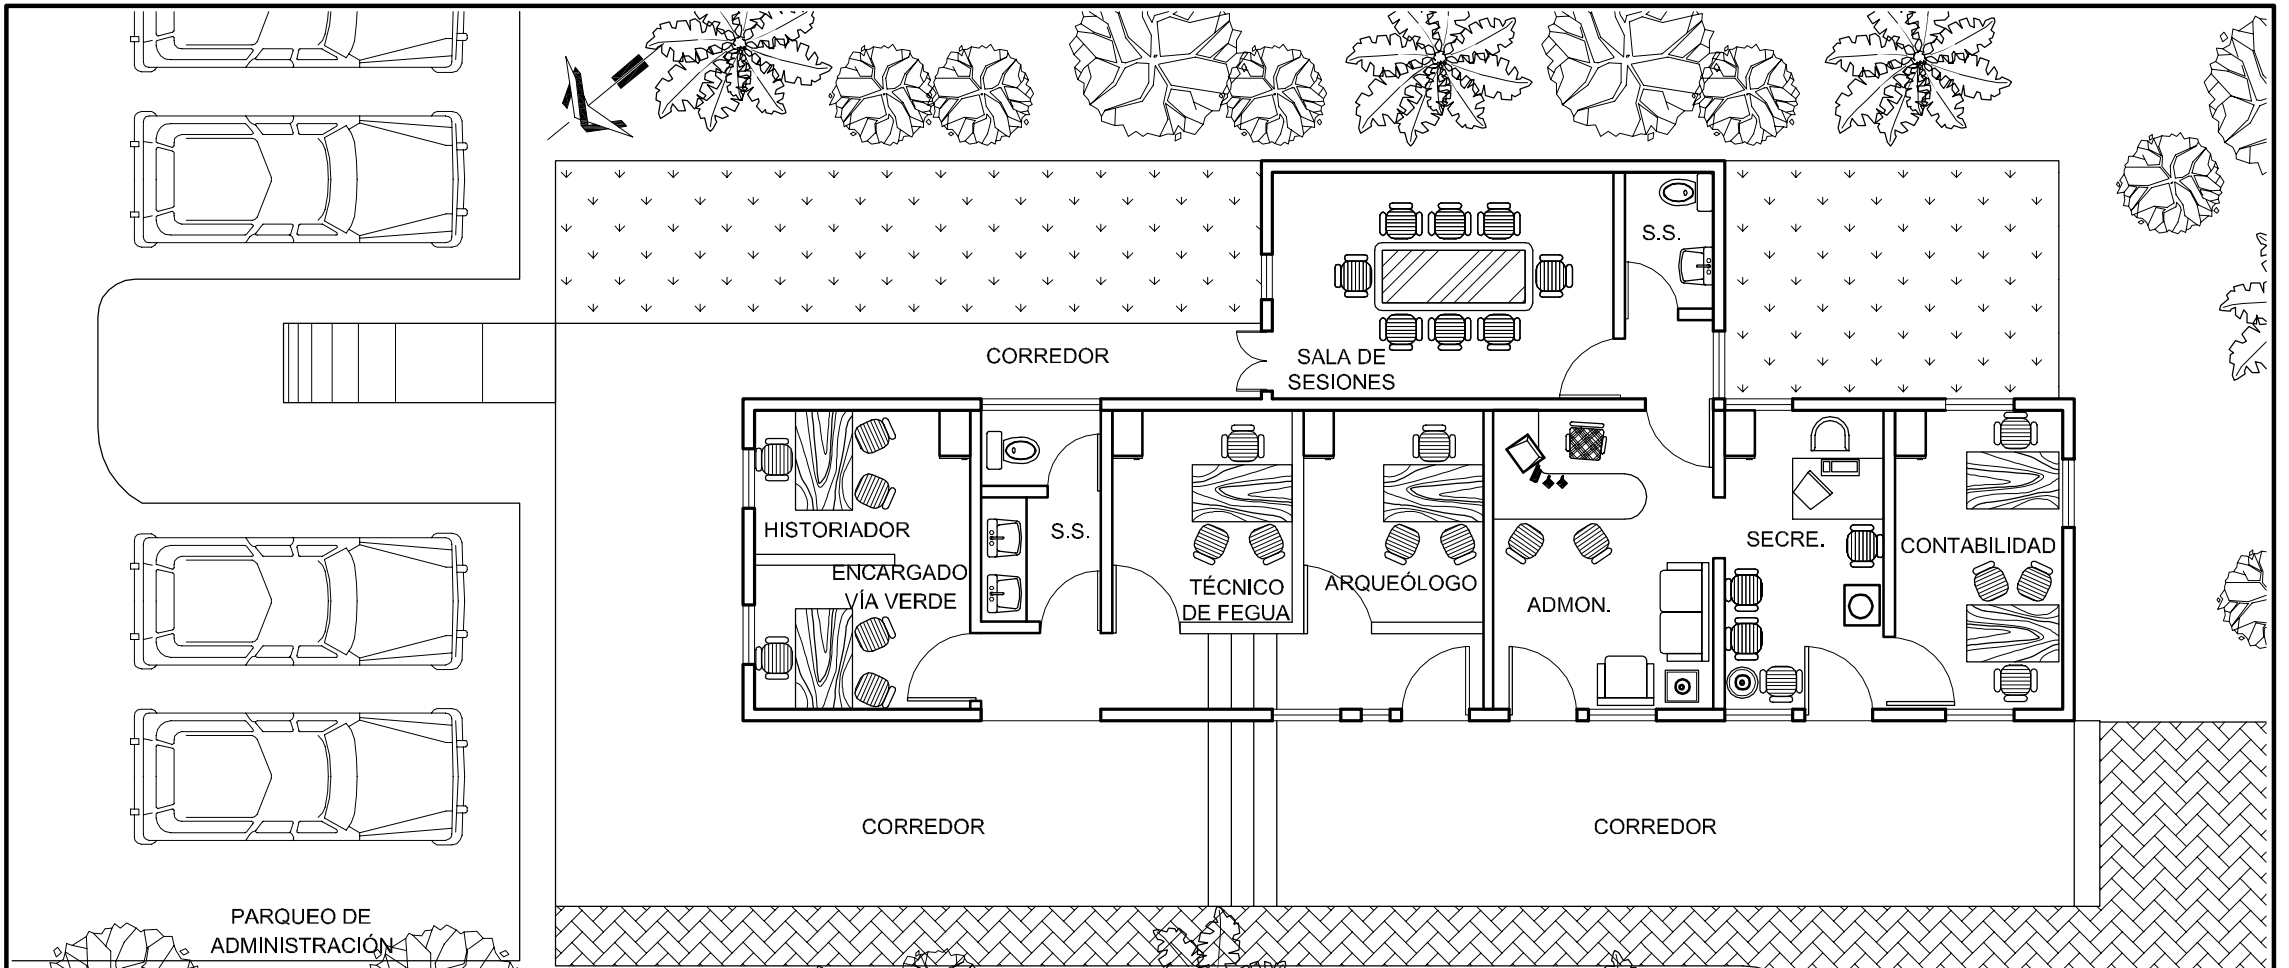 S.S.
CORREDOR
SALA DE
SESIONES
HISTORIADOR
S.S.
ENCARGADO
VÍA VERDE
TÉCNICO
DE FEGUA
ARQUEÓLOGO
ADMON.
SECRE.
CONTABILIDAD
CORREDOR
CORREDOR
PARQUEO DE
ADMINISTRACIÓN